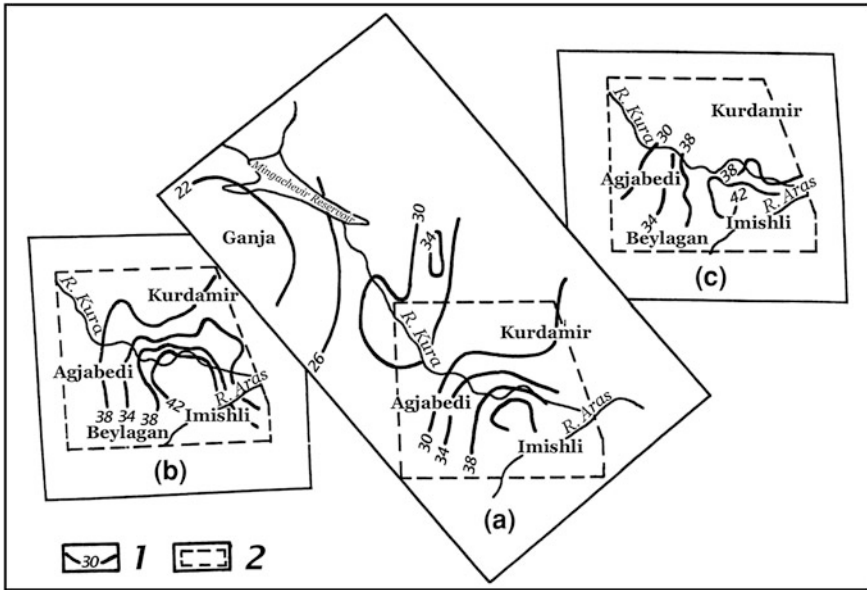 22
Mingachevir Reservoir
Ganja
26
30
34
R. Kura
Kurdamir
Agjabedi
30
34
38
R. Aras
Imishli
(a)
R. Kura
Kurdamir
Agjabedi
38
34
38
42
R. Aras
Imishli
Beylagan
(b)
R. Kura
30
38
Kurdamir
Agjabedi
38
42
R. Aras
34
Imishli
Beylagan
(c)
30
1
2